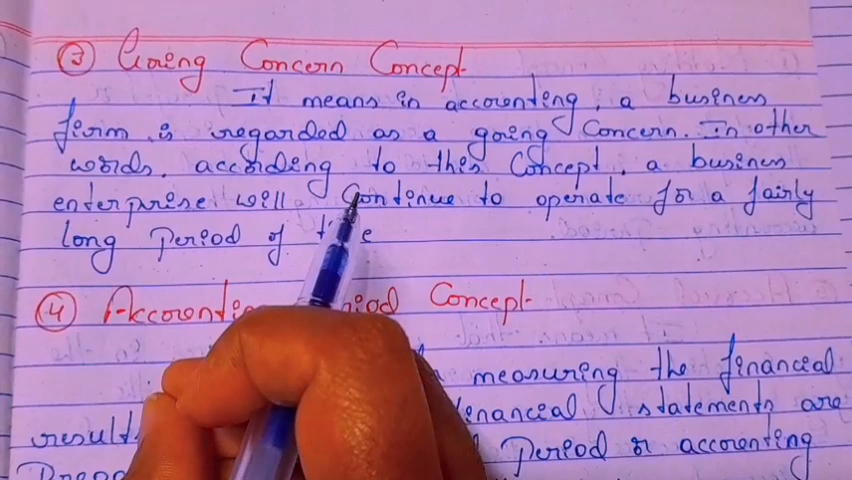 ③ Going Concern Concept
It means in accounting, a business
firm is regarded as a going Concern. In other
words, according to this Concept, a business
enterprise will Continue to operate for a fairly
long Period of
④ Concept
measuring the financial
financial statements are
result
Period or accounting